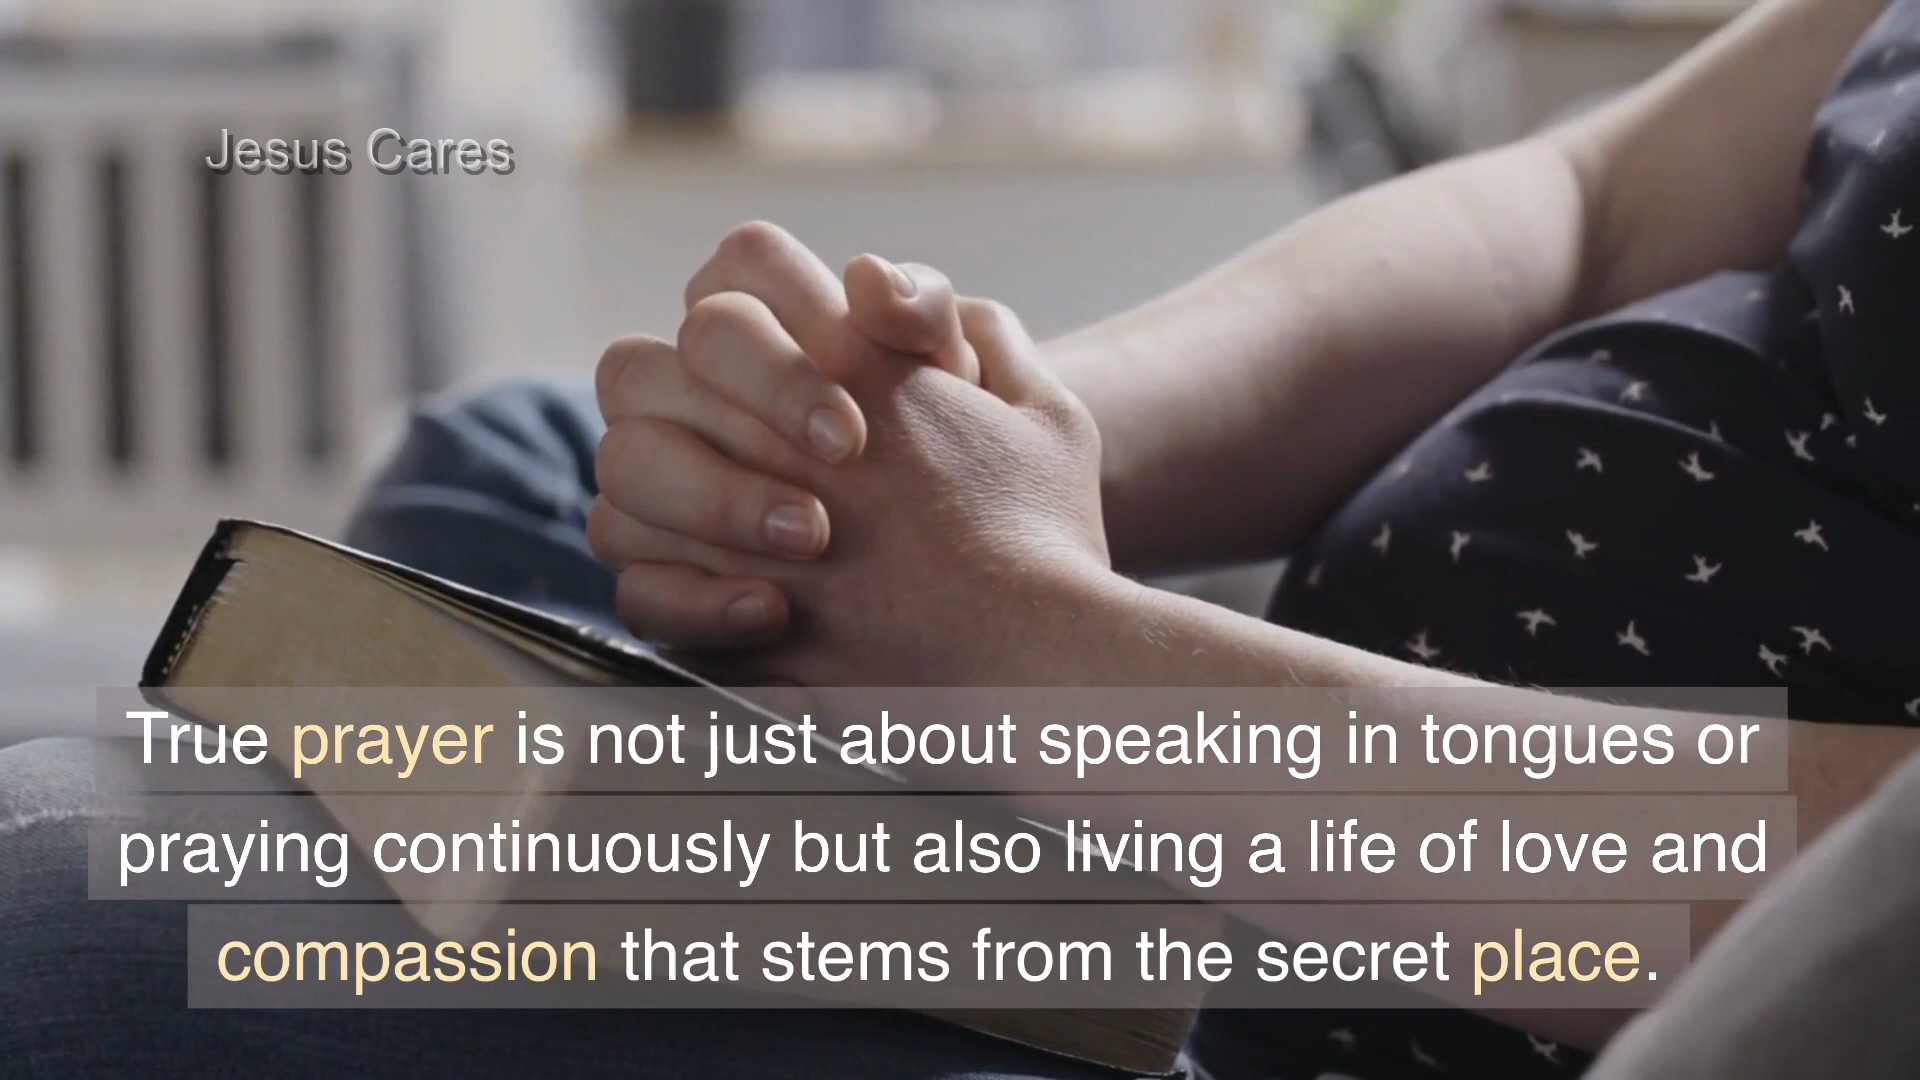 Jesus Cares
True prayer is not just about speaking in tongues or
praying continuously but also living a life of love and
compassion that stems from the secret place.